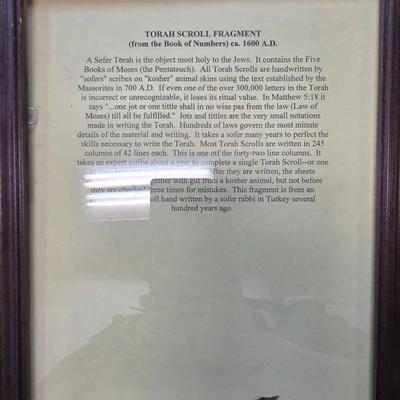 TORAH SCROLL FRAGMENT
(from the Book of Numbers) ca. 1600 A.D.
A Sefer Torah is the object most holy to the Jews. It contains the Five
Books of Moses (the Pentateuch). All Torah Scrolls are handwritten by
"sofers" scribes on "kosher" animal skins using the text established by the
Massorites in 700 A.D. If even one of the over 300,000 letters in the Torah
is incorrect or unrecognizable, it loses its ritual value. In Matthew 5:18 it
says "...one jot or one tittle shall in no wise pas from the law (Law of
Moses) till all be fulfilled." Jots and tittles are the very small notations
made in writing the Torah. Hundreds of laws govern the most minute
details of the material and writing. It takes a sofer many years to perfect the
skills necessary to write the Torah. Most Torah Scrolls are written in 245
columns of 42 lines each. This is one off the forty-two line columns. It
takes an expert scribe about a year to complete a single Torah Scroll--or one
to two days After they are written, the sheets
together with gut from a kosher animal, but not before
they are checked three times for mistakes. This fragment is from an
hand written by a sofer rabbi in Turkey several
hundred years ago.